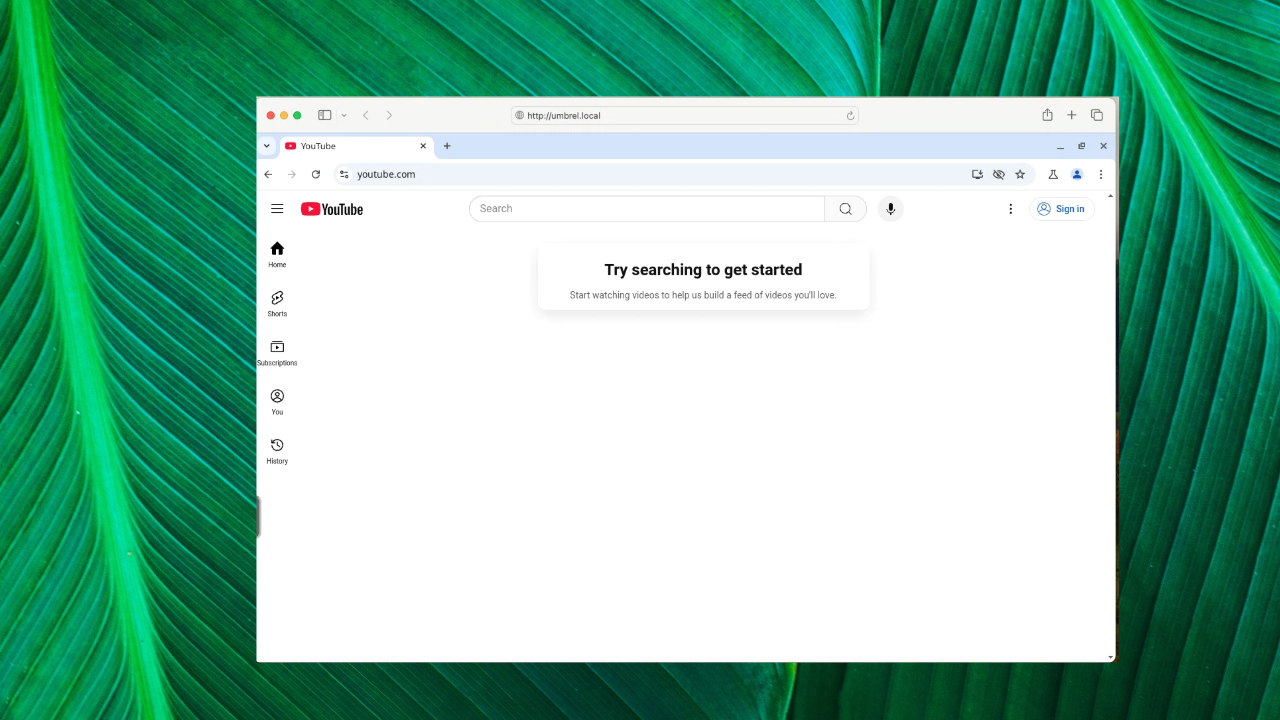 http://umbrel.local
YouTube
youtube.com
YouTube
Search
Sign in
Home
Try searching to get started
Start watching videos to help us build a feed of videos you'll love.
Shorts
Subscriptions
You
History